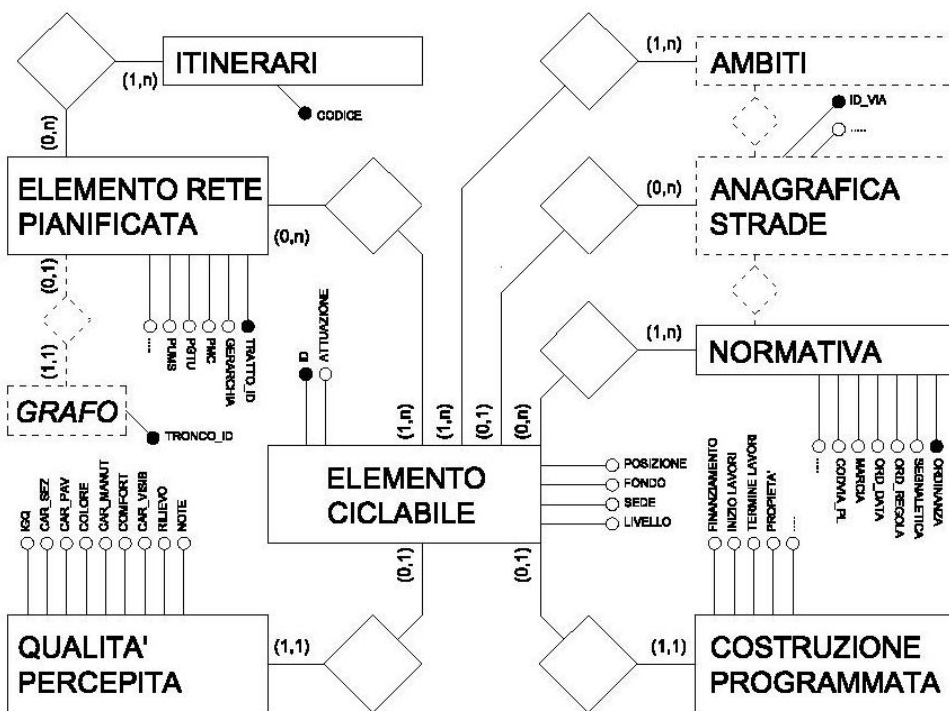 ITINERARI
(1,n)
CODICE
(0,n)
ELEMENTO RETE
PIANIFICATA
(0,n)
(0,1)
.....
PUMS
PGTU
PMC
GERARCHIA
TRATTO_ID
(1,1)
GRAFO
TRONCO_ID
(1,n)
AMBITI
ID_VIA
.....
(0,n)
ANAGRAFICA
STRADE
(1,n)
NORMATIVA
.....
CODVIA_PL
MARCIA
ORD_DATA
ORD_REGOLA
SEGNALETICA
ORDINANZA
ID
ATTUAZIONE
(1,n)
(1,n)
(0,1)
(0,n)
ELEMENTO
CICLABILE
POSIZIONE
FONDO
SEDE
LIVELLO
(0,1)
(0,1)
IGQ
CAR_SEZ
CAR_PAV
COLORE
CAR_MANUT
COMFORT
CAR_VISIB
RILIEVO
NOTE
QUALITA'
PERCEPITA
(1,1)
FINANZIAMENTO
INIZIO LAVORI
TERMINE LAVORI
PROPIETA'
.....
(1,1)
COSTRUZIONE
PROGRAMMATA